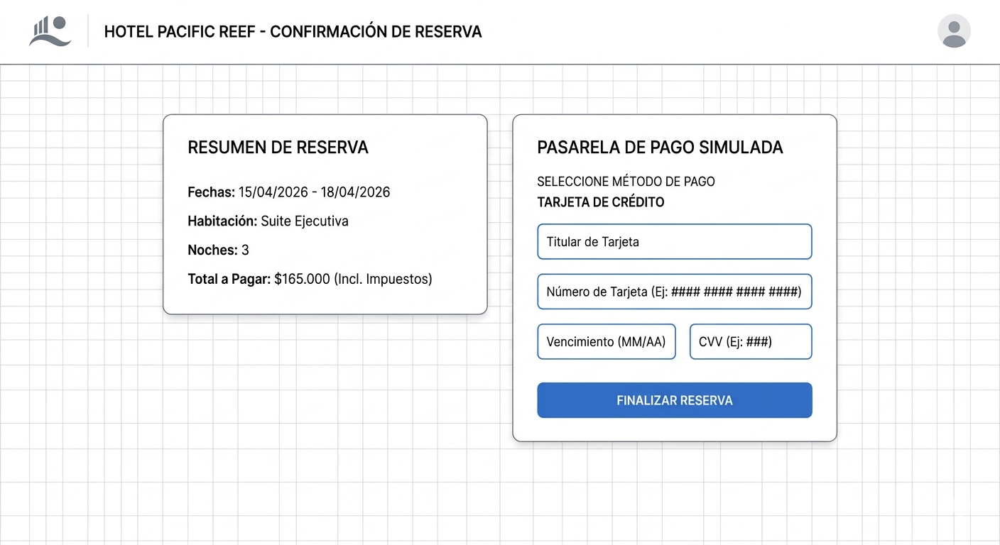 HOTEL PACIFIC REEF - CONFIRMACIÓN DE RESERVA
RESUMEN DE RESERVA
Fechas: 15/04/2026 - 18/04/2026
Habitación: Suite Ejecutiva
Noches: 3
Total a Pagar: $165.000 (Incl. Impuestos)
PASARELA DE PAGO SIMULADA
SELECCIONE MÉTODO DE PAGO
TARJETA DE CRÉDITO
Titular de Tarjeta
Número de Tarjeta (Ej: #### #### #### ####)
Vencimiento (MM/AA)
CVV (Ej: ###)
FINALIZAR RESERVA